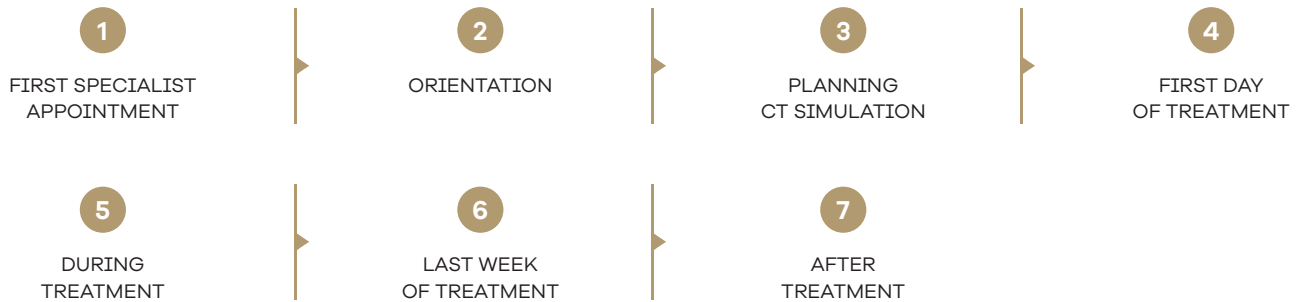 1
FIRST SPECIALIST
APPOINTMENT
2
ORIENTATION
3
PLANNING
CT SIMULATION
4
FIRST DAY
OF TREATMENT
5
DURING
TREATMENT
6
LAST WEEK
OF TREATMENT
7
AFTER
TREATMENT